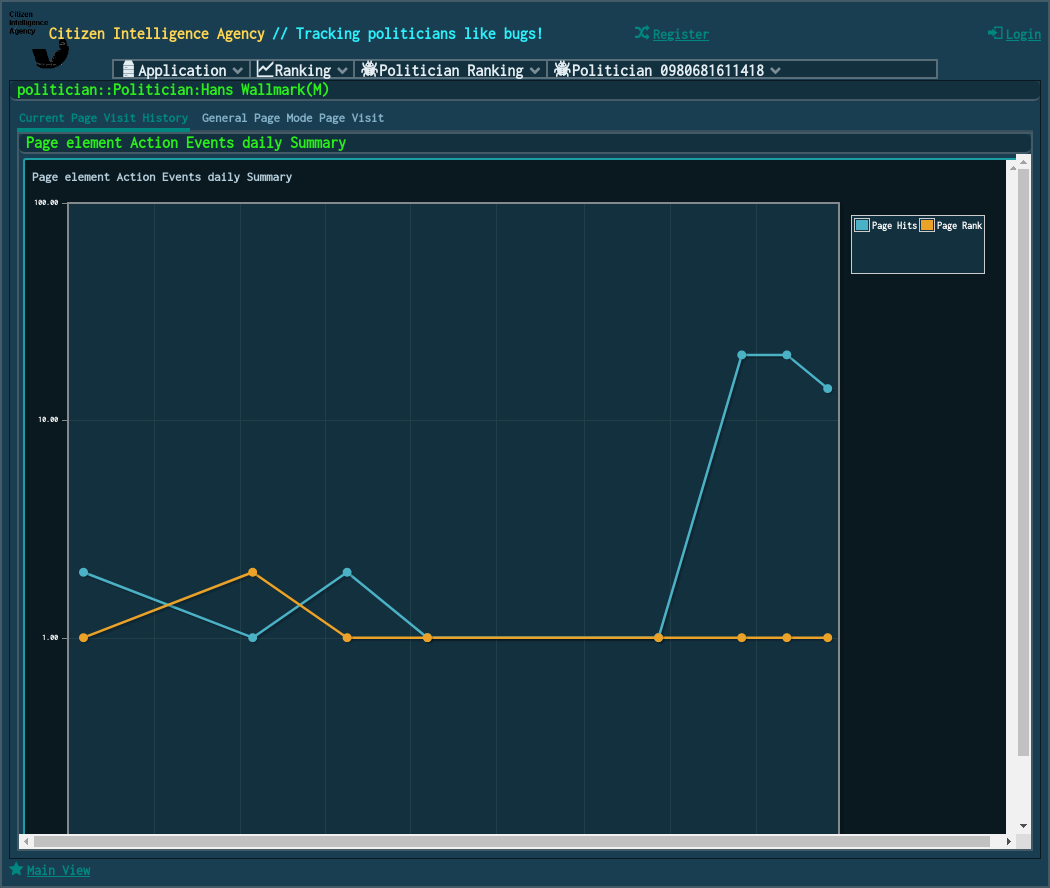 Citizen
Intelligence
Agency
Citizen Intelligence Agency // Tracking politicians like bugs!
Register
Login
Application
Ranking
Politician Ranking
Politician 0980681611418
politician::Politician:Hans Wallmark(M)
Current Page Visit History
General Page Mode Page Visit
Page element Action Events daily Summary
Page element Action Events daily Summary
100.00
Page Hits
Page Rank
10.00
1.00
Main View